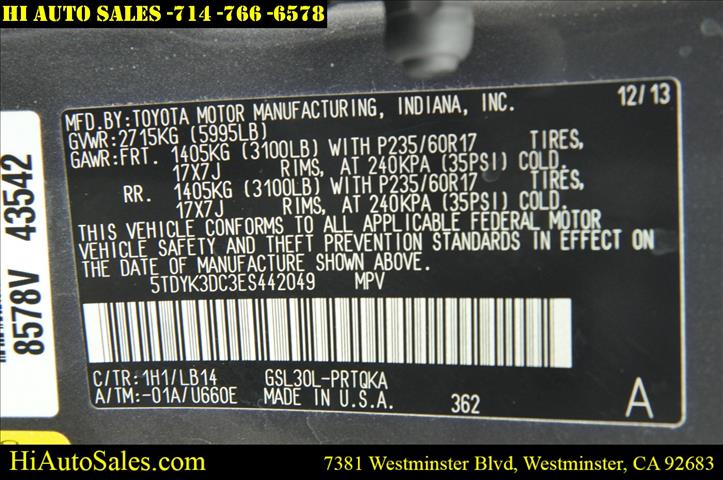 HI AUTO SALES -714 -766 -6578
MFD.BY:TOYOTA MOTOR MANUFACTURING, INDIANA, INC. 12/13
GVWR:2715KG (5995LB)
GAWR:FRT. 1405KG (3100LB) WITH P235/60R17 TIRES,
17X7J RIMS, AT 240KPA (35PSI) COLD.
RR. 1405KG (3100LB) WITH P235/60R17 TIRES,
17X7J RIMS, AT 240KPA (35PSI) COLD.
THIS VEHICLE CONFORMS TO ALL APPLICABLE FEDERAL MOTOR
VEHICLE SAFETY AND THEFT PREVENTION STANDARDS IN EFFECT ON
THE DATE OF MANUFACTURE SHOWN ABOVE.
5TDYK3DC3ES442049 MPV
C/TR:1H1/LB14 GSL30L-PRTQKA
A/TM:-01A/U660E MADE IN U.S.A. 362 A
8578V 43542
HiAutoSales.com 7381 Westminster Blvd, Westminster, CA 92683